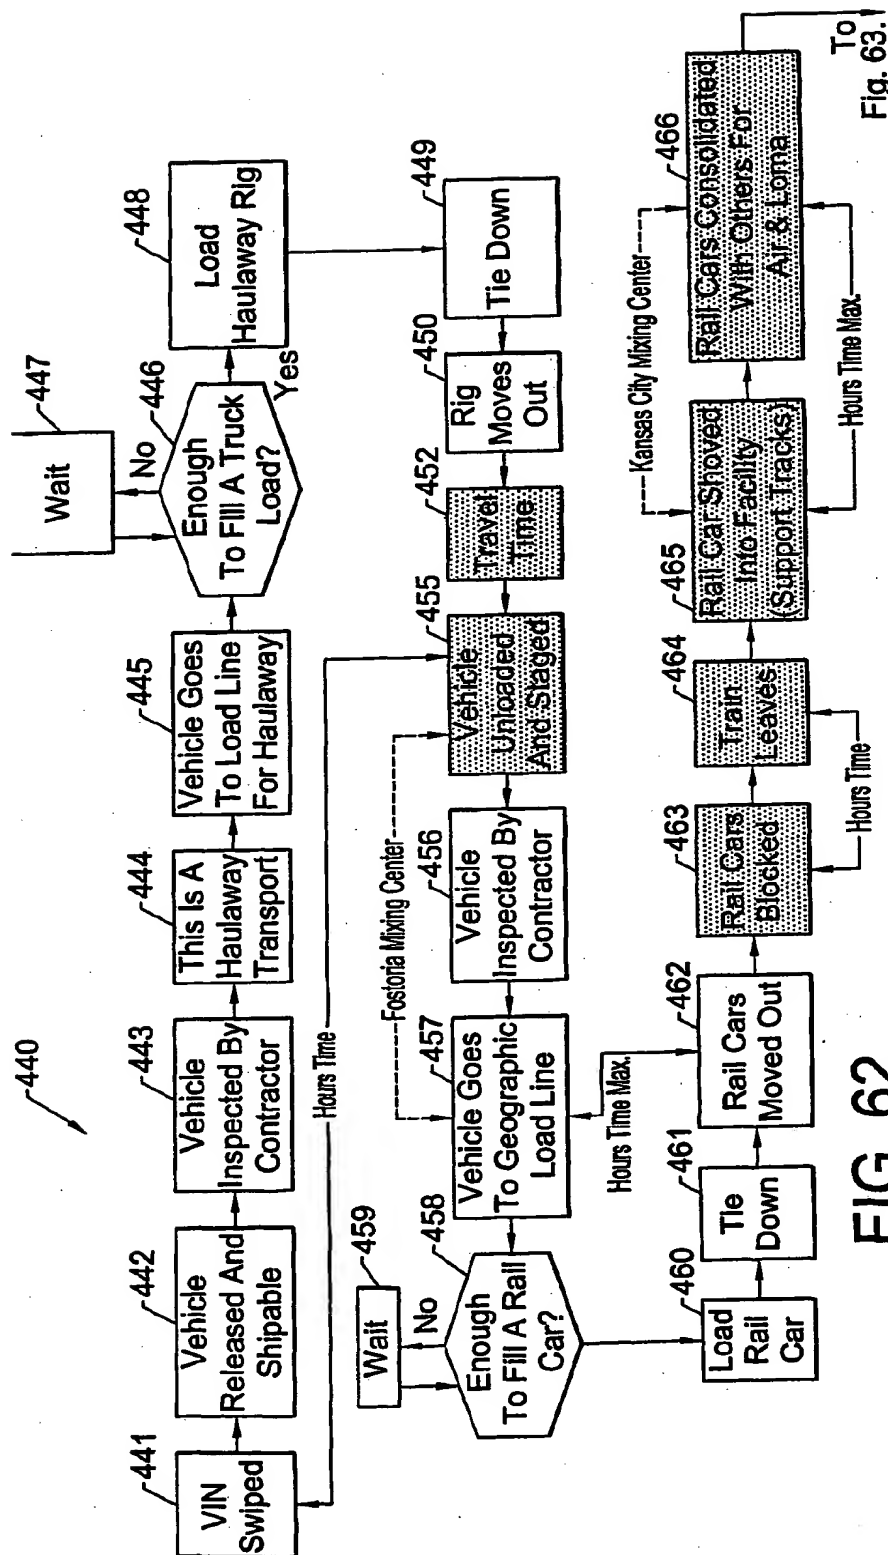 440
441
VIN
Swiped
442
Vehicle
Released And
Shipable
443
Vehicle
Inspected By
Contractor
444
This Is A
Haulaway
Transport
445
Vehicle Goes
To Load Line
For Haulaway
446
Enough
To Fill A Truck
Load?
No
Yes
447
Wait
448
Load
Haulaway Rig
Hours Time
449
Tie Down
450
Rig
Moves
Out
452
Travel
Time
455
Vehicle
Unloaded
And Staged
Fostoria Mixing Center
456
Vehicle
Inspected By
Contractor
457
Vehicle Goes
To Geographic
Load Line
458
Enough
To Fill A Rail
Car?
No
459
Wait
Hours Time Max.
460
Load
Rail
Car
461
Tie
Down
462
Rail Cars
Moved Out
463
Rail Cars
Blocked
464
Train
Leaves
Hours Time
465
Rail Car Shoved
Into Facility
(Support Tracks)
Kansas City Mixing Center
466
Rail Cars Consolidated
With Others For
Air & Loma
Hours Time Max.
To
Fig. 63.
FIG. 62